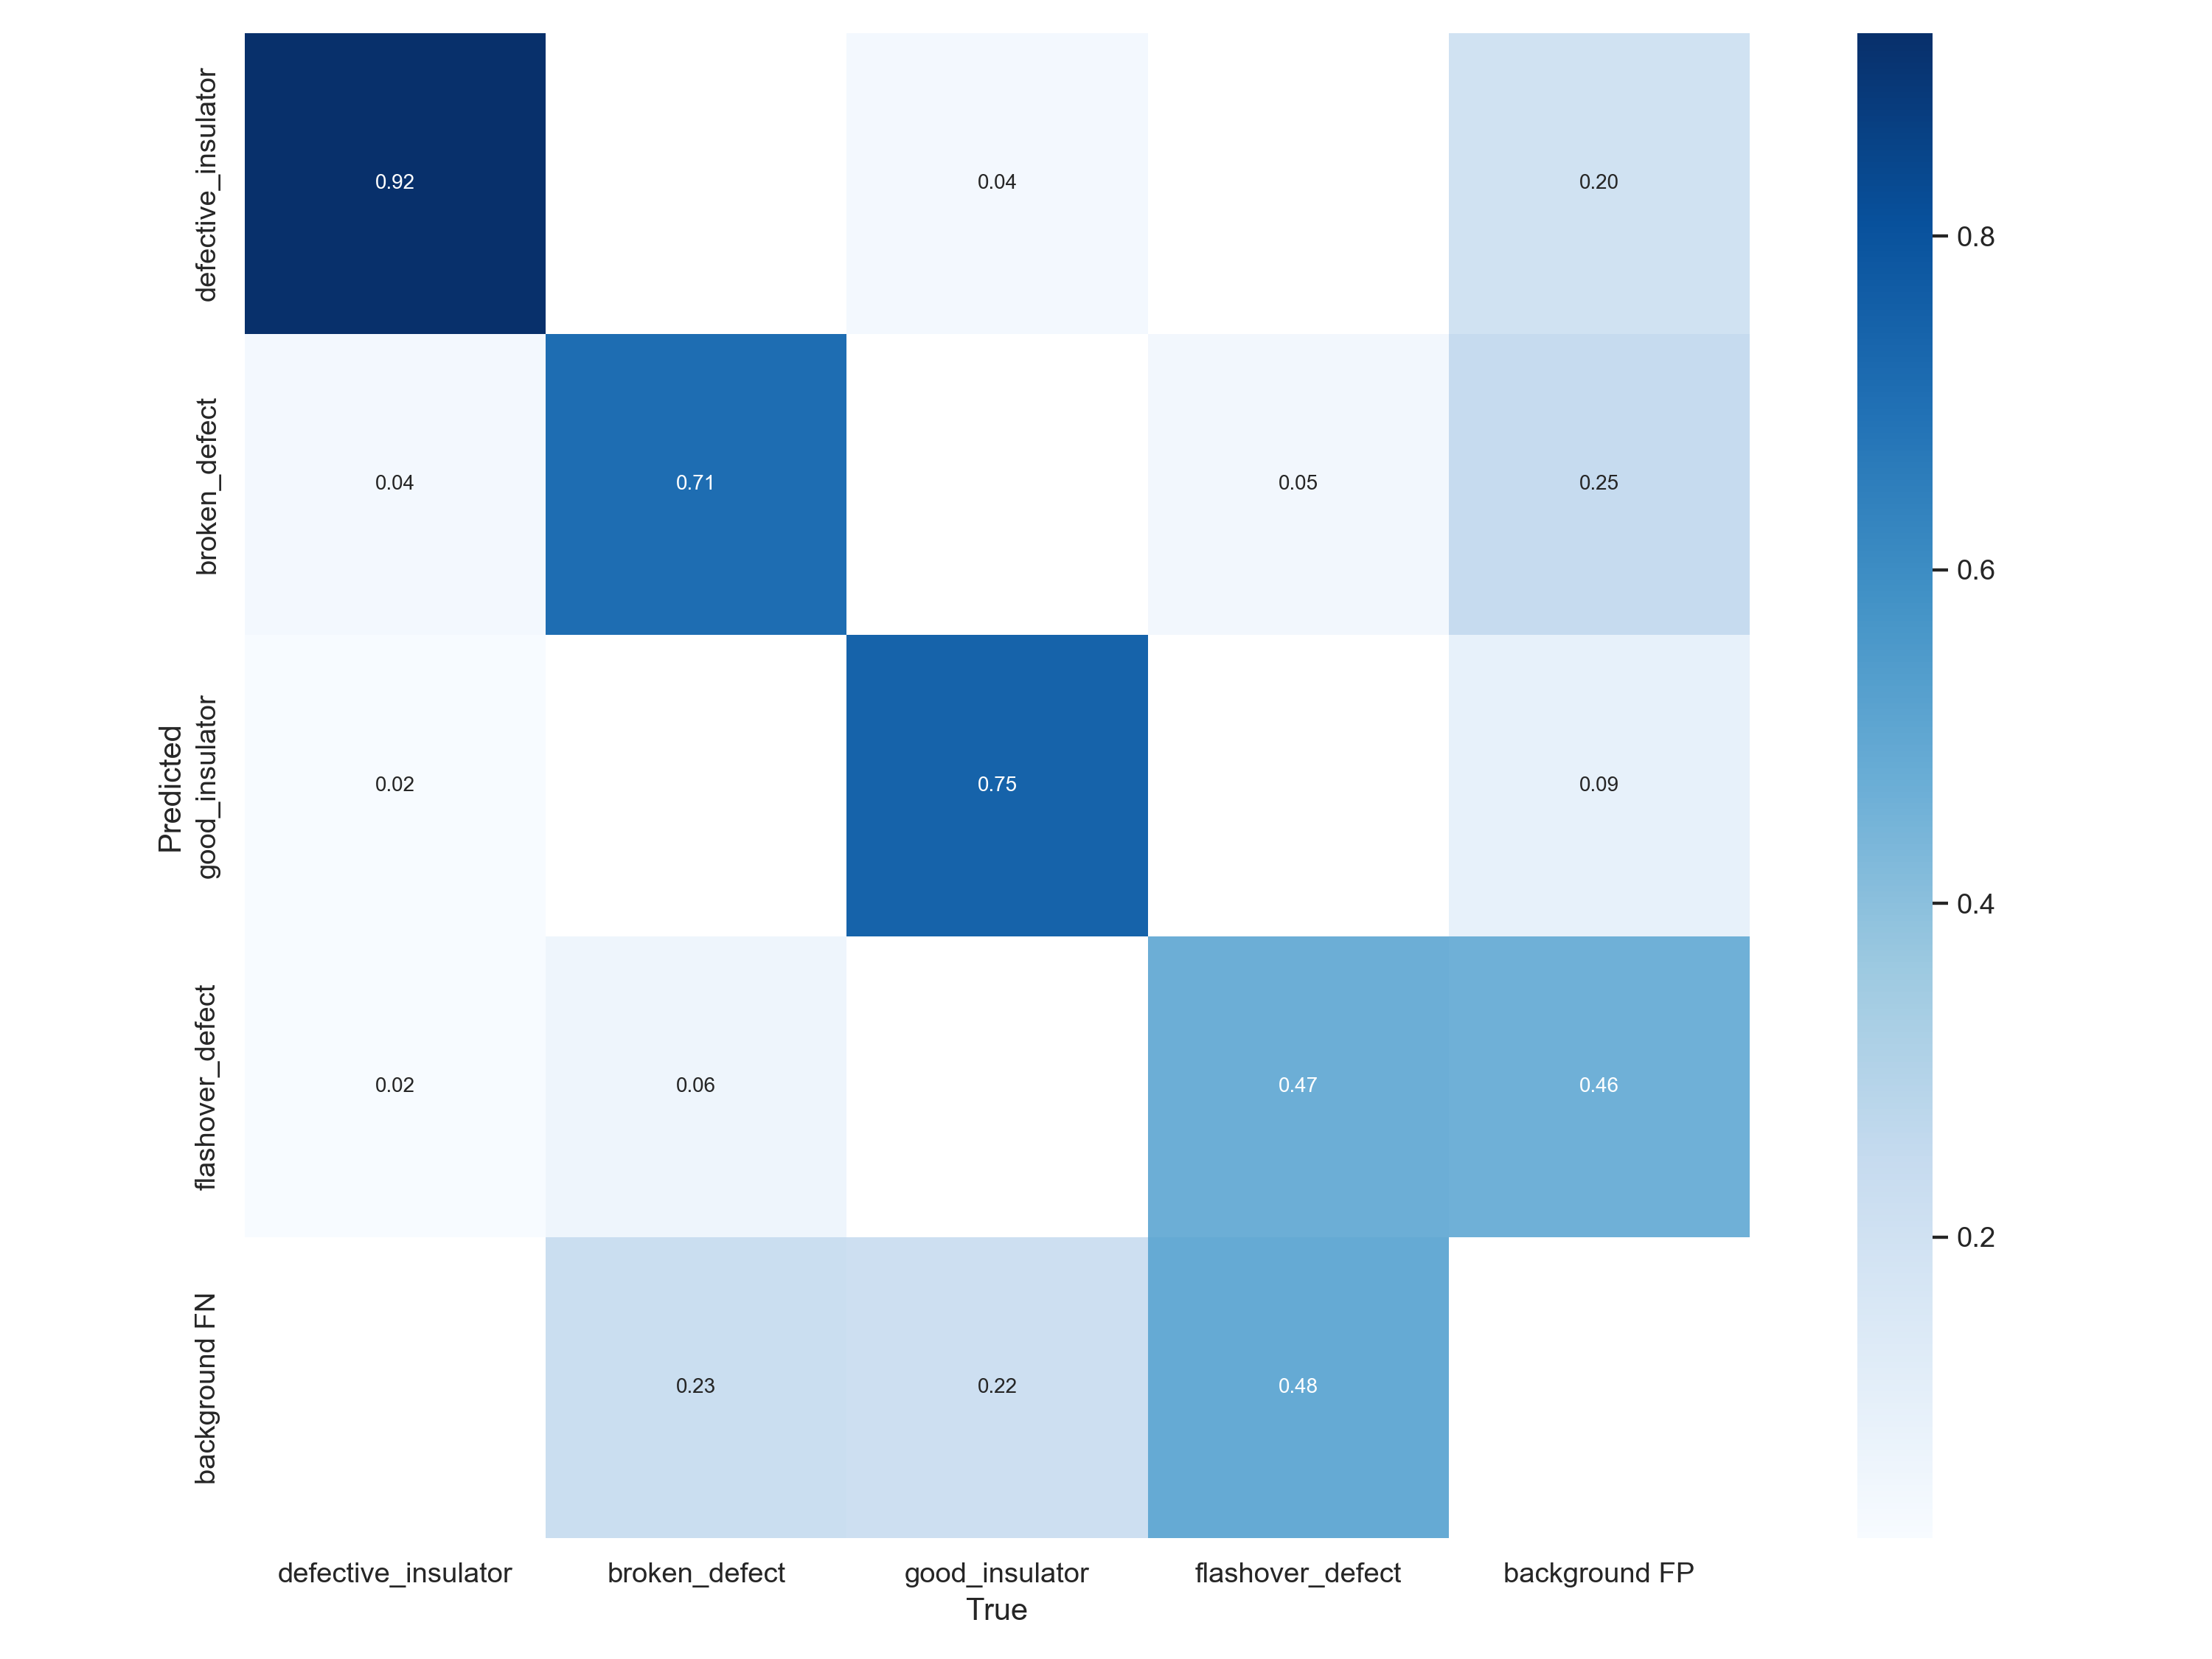 defective_insulator
0.92
0.04
0.20
broken_defect
0.04
0.71
0.05
0.25
Predicted
good_insulator
0.02
0.75
0.09
flashover_defect
0.02
0.06
0.47
0.46
background FN
0.23
0.22
0.48
defective_insulator
broken_defect
good_insulator
flashover_defect
background FP
True
0.8
0.6
0.4
0.2